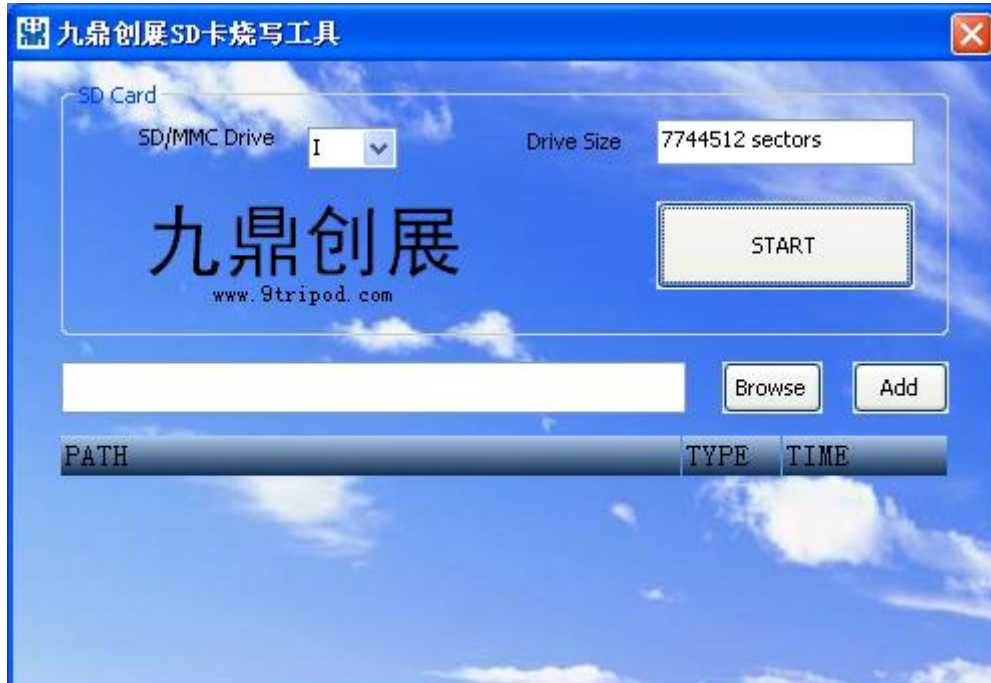 九鼎创展SD卡烧写工具
SD Card
SD/MMC Drive I Drive Size 7744512 sectors
九鼎创展
www.9tripod.com
START
Browse Add
PATH TYPE TIME